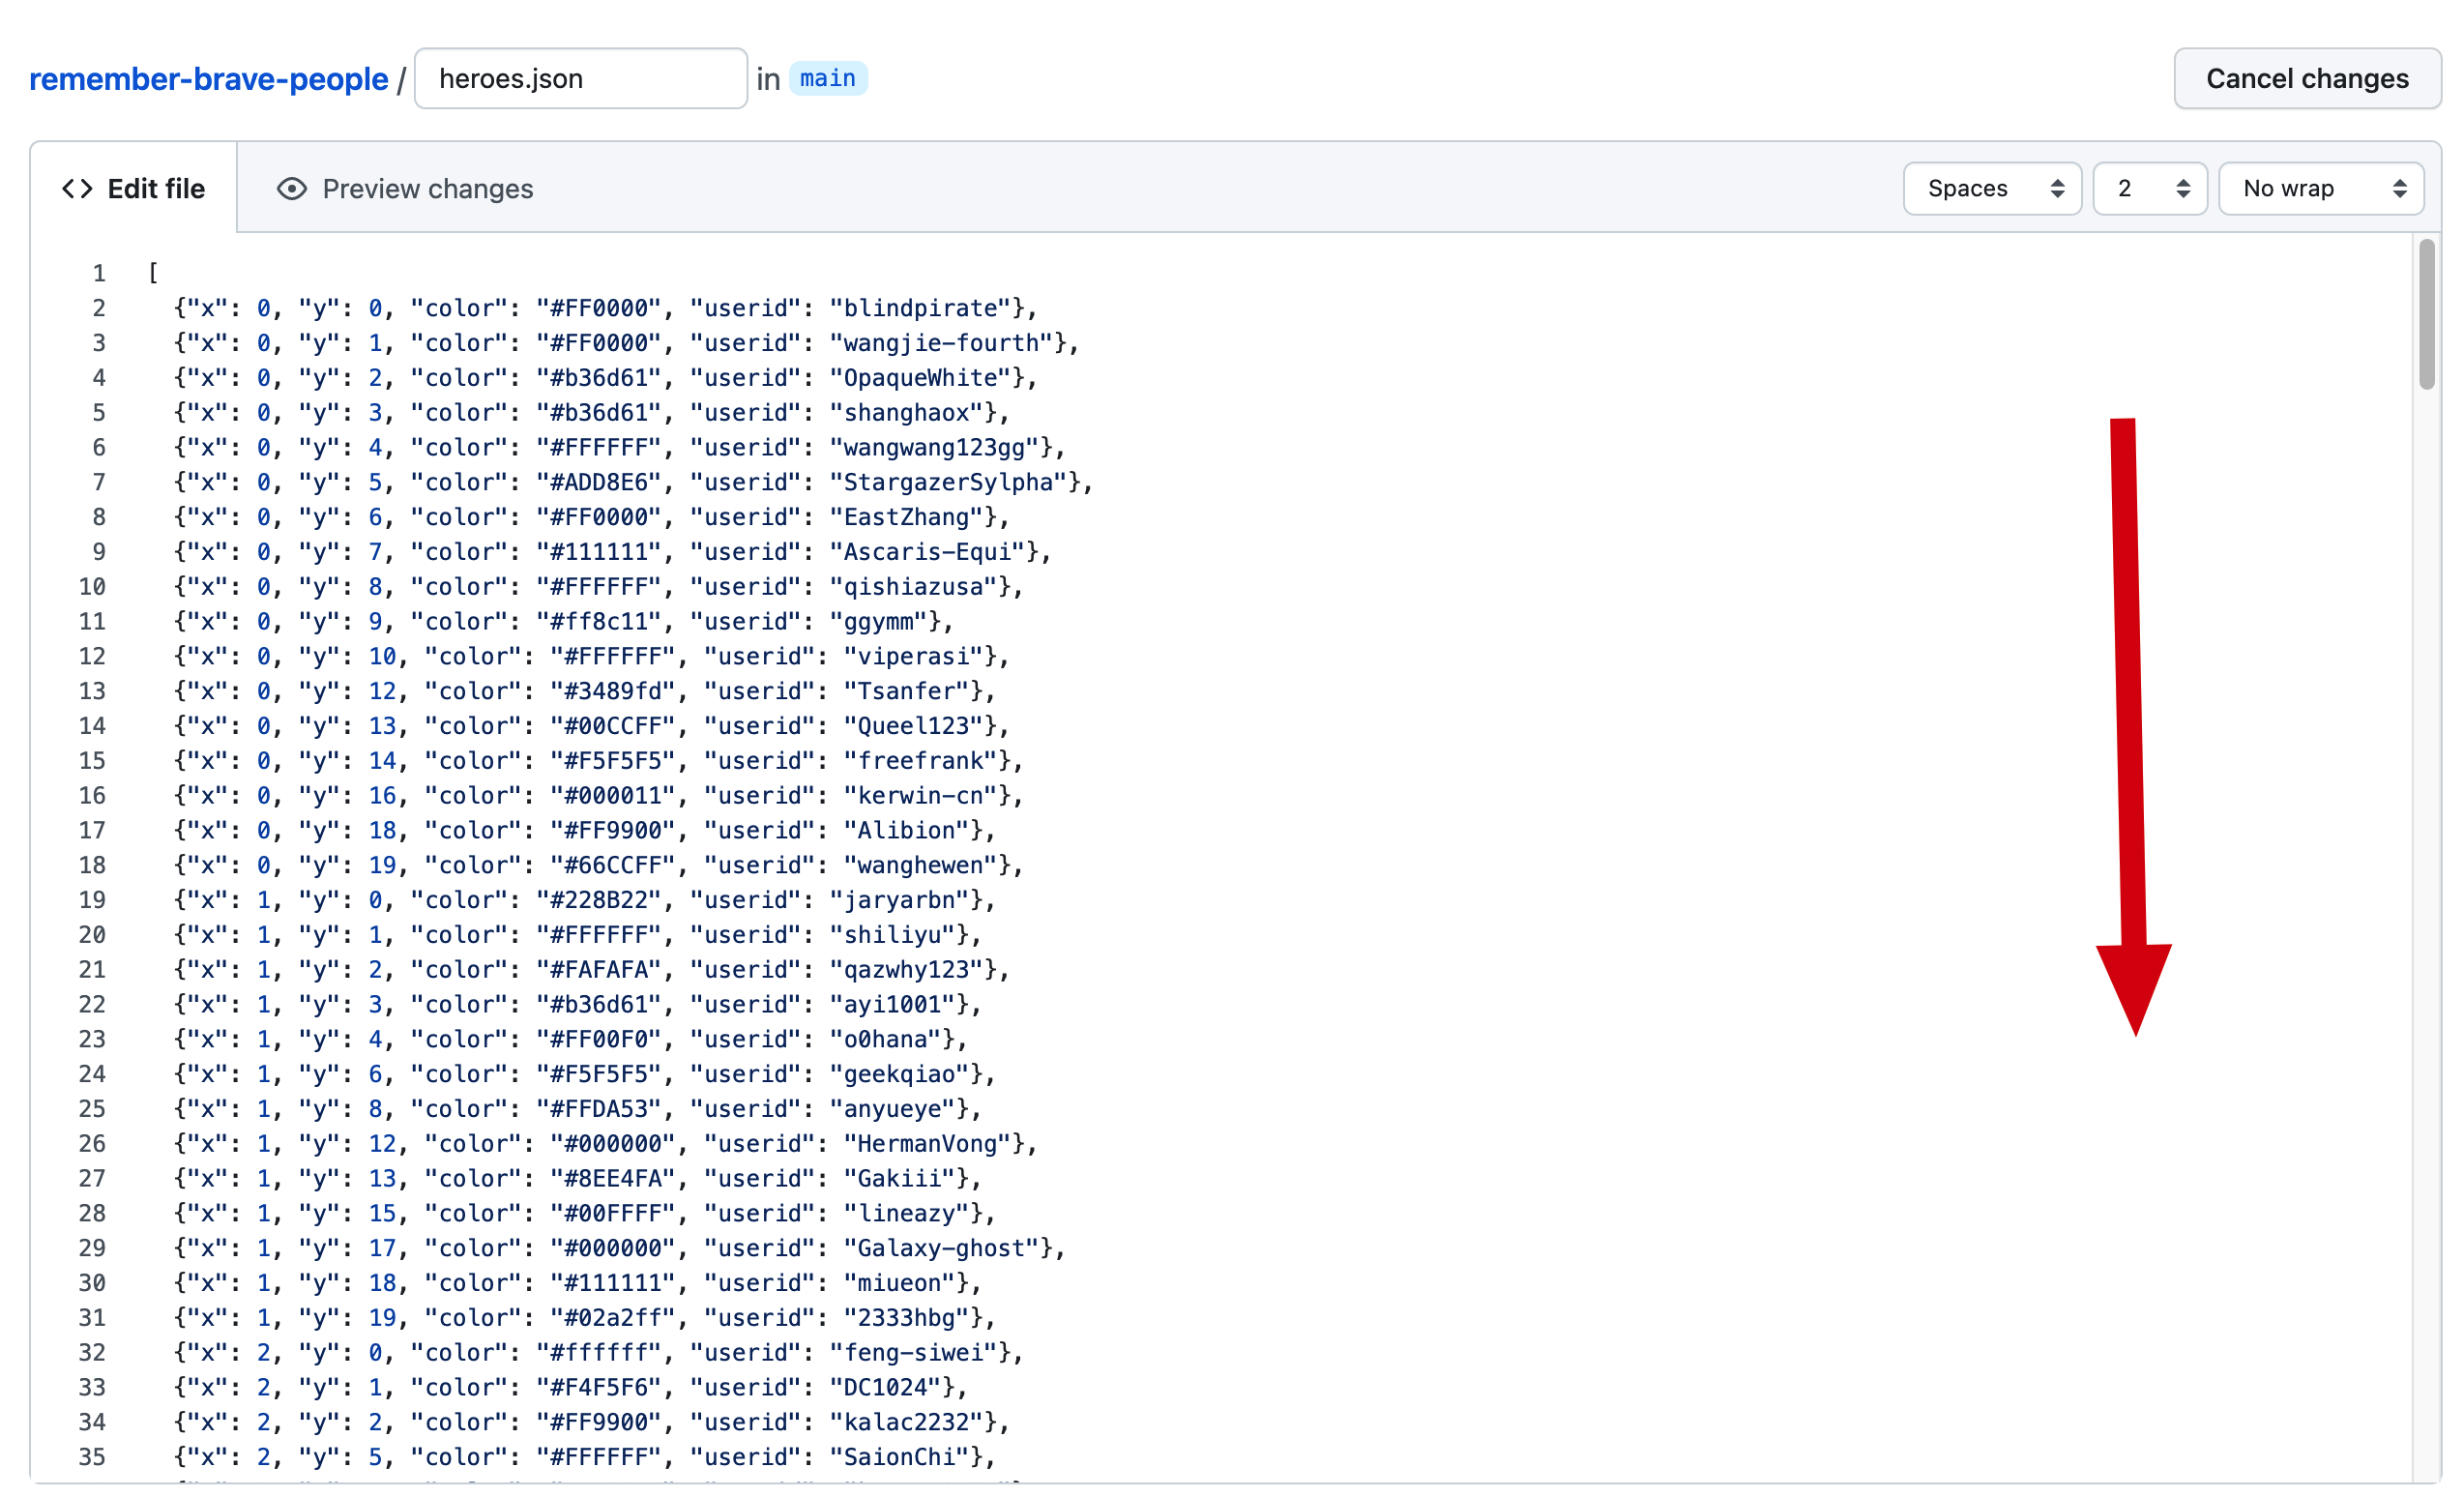 remember-brave-people / heroes.json in main Cancel changes
Edit file Preview changes Spaces 2 No wrap
1 [
2 {"x": 0, "y": 0, "color": "#FF0000", "userid": "blindpirate"},
3 {"x": 0, "y": 1, "color": "#FF0000", "userid": "wangjie-fourth"},
4 {"x": 0, "y": 2, "color": "#b36d61", "userid": "OpaqueWhite"},
5 {"x": 0, "y": 3, "color": "#b36d61", "userid": "shanghaox"},
6 {"x": 0, "y": 4, "color": "#FFFFFF", "userid": "wangwang123gg"},
7 {"x": 0, "y": 5, "color": "#ADD8E6", "userid": "StargazerSylpha"},
8 {"x": 0, "y": 6, "color": "#FF0000", "userid": "EastZhang"},
9 {"x": 0, "y": 7, "color": "#111111", "userid": "Ascaris-Equi"},
10 {"x": 0, "y": 8, "color": "#FFFFFF", "userid": "qishiazusa"},
11 {"x": 0, "y": 9, "color": "#ff8c11", "userid": "ggymm"},
12 {"x": 0, "y": 10, "color": "#FFFFFF", "userid": "viperasi"},
13 {"x": 0, "y": 12, "color": "#3489fd", "userid": "Tsanfer"},
14 {"x": 0, "y": 13, "color": "#00CCFF", "userid": "Queel123"},
15 {"x": 0, "y": 14, "color": "#F5F5F5", "userid": "freefrank"},
16 {"x": 0, "y": 16, "color": "#000011", "userid": "kerwin-cn"},
17 {"x": 0, "y": 18, "color": "#FF9900", "userid": "Alibion"},
18 {"x": 0, "y": 19, "color": "#66CCFF", "userid": "wanghewen"},
19 {"x": 1, "y": 0, "color": "#228B22", "userid": "jaryarbn"},
20 {"x": 1, "y": 1, "color": "#FFFFFF", "userid": "shiliyu"},
21 {"x": 1, "y": 2, "color": "#FAFAFA", "userid": "qazwhy123"},
22 {"x": 1, "y": 3, "color": "#b36d61", "userid": "ayi1001"},
23 {"x": 1, "y": 4, "color": "#FF00F0", "userid": "o0hana"},
24 {"x": 1, "y": 6, "color": "#F5F5F5", "userid": "geekqiao"},
25 {"x": 1, "y": 8, "color": "#FFDA53", "userid": "anyueye"},
26 {"x": 1, "y": 12, "color": "#000000", "userid": "HermanVong"},
27 {"x": 1, "y": 13, "color": "#8EE4FA", "userid": "Gakiii"},
28 {"x": 1, "y": 15, "color": "#00FFFF", "userid": "lineazy"},
29 {"x": 1, "y": 17, "color": "#000000", "userid": "Galaxy-ghost"},
30 {"x": 1, "y": 18, "color": "#111111", "userid": "miueon"},
31 {"x": 1, "y": 19, "color": "#02a2ff", "userid": "2333hbg"},
32 {"x": 2, "y": 0, "color": "#ffffff", "userid": "feng-siwei"},
33 {"x": 2, "y": 1, "color": "#F4F5F6", "userid": "DC1024"},
34 {"x": 2, "y": 2, "color": "#FF9900", "userid": "kalac2232"},
35 {"x": 2, "y": 5, "color": "#FFFFFF", "userid": "SaionChi"},